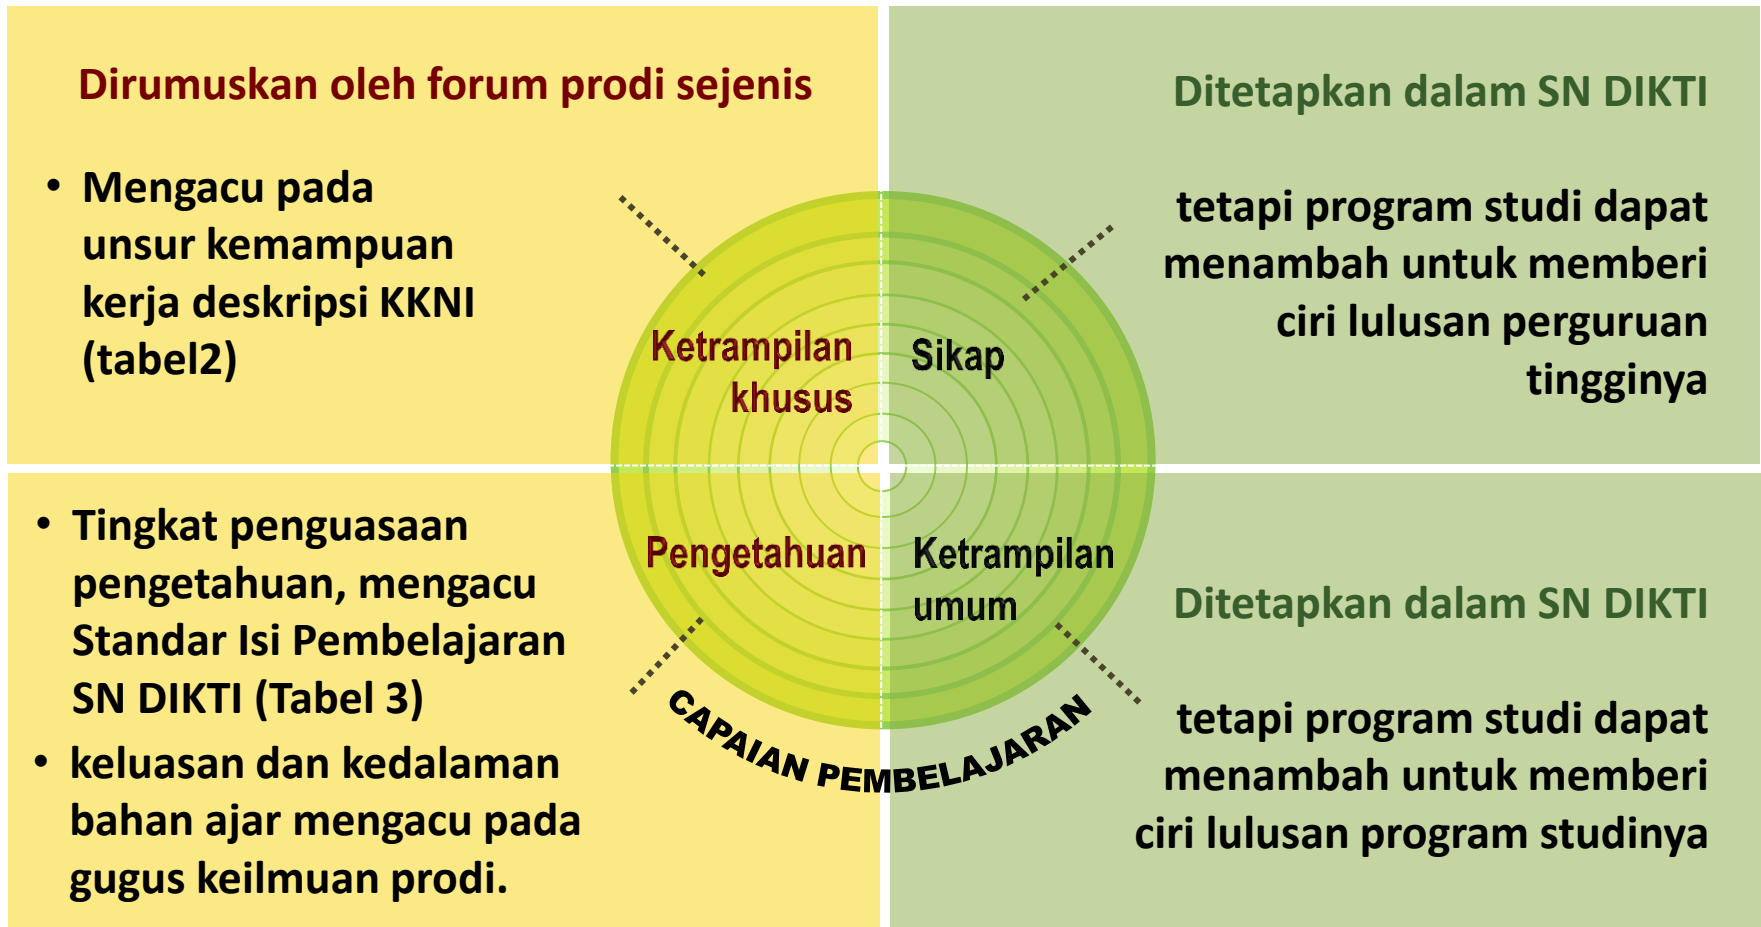 Dirumuskan oleh forum prodi sejenis
• Mengacu pada
unsur kemampuan
kerja deskripsi KKNI
(tabel2)
Ditetapkan dalam SN DIKTI
tetapi program studi dapat
menambah untuk memberi
ciri lulusan perguruan
tingginya
Ketrampilan
khusus
Sikap
Pengetahuan
Ketrampilan
umum
CAPAIAN PEMBELAJARAN
• Tingkat penguasaan
pengetahuan, mengacu
Standar Isi Pembelajaran
SN DIKTI (Tabel 3)
• keluasan dan kedalaman
bahan ajar mengacu pada
gugus keilmuan prodi.
Ditetapkan dalam SN DIKTI
tetapi program studi dapat
menambah untuk memberi
ciri lulusan program studinya